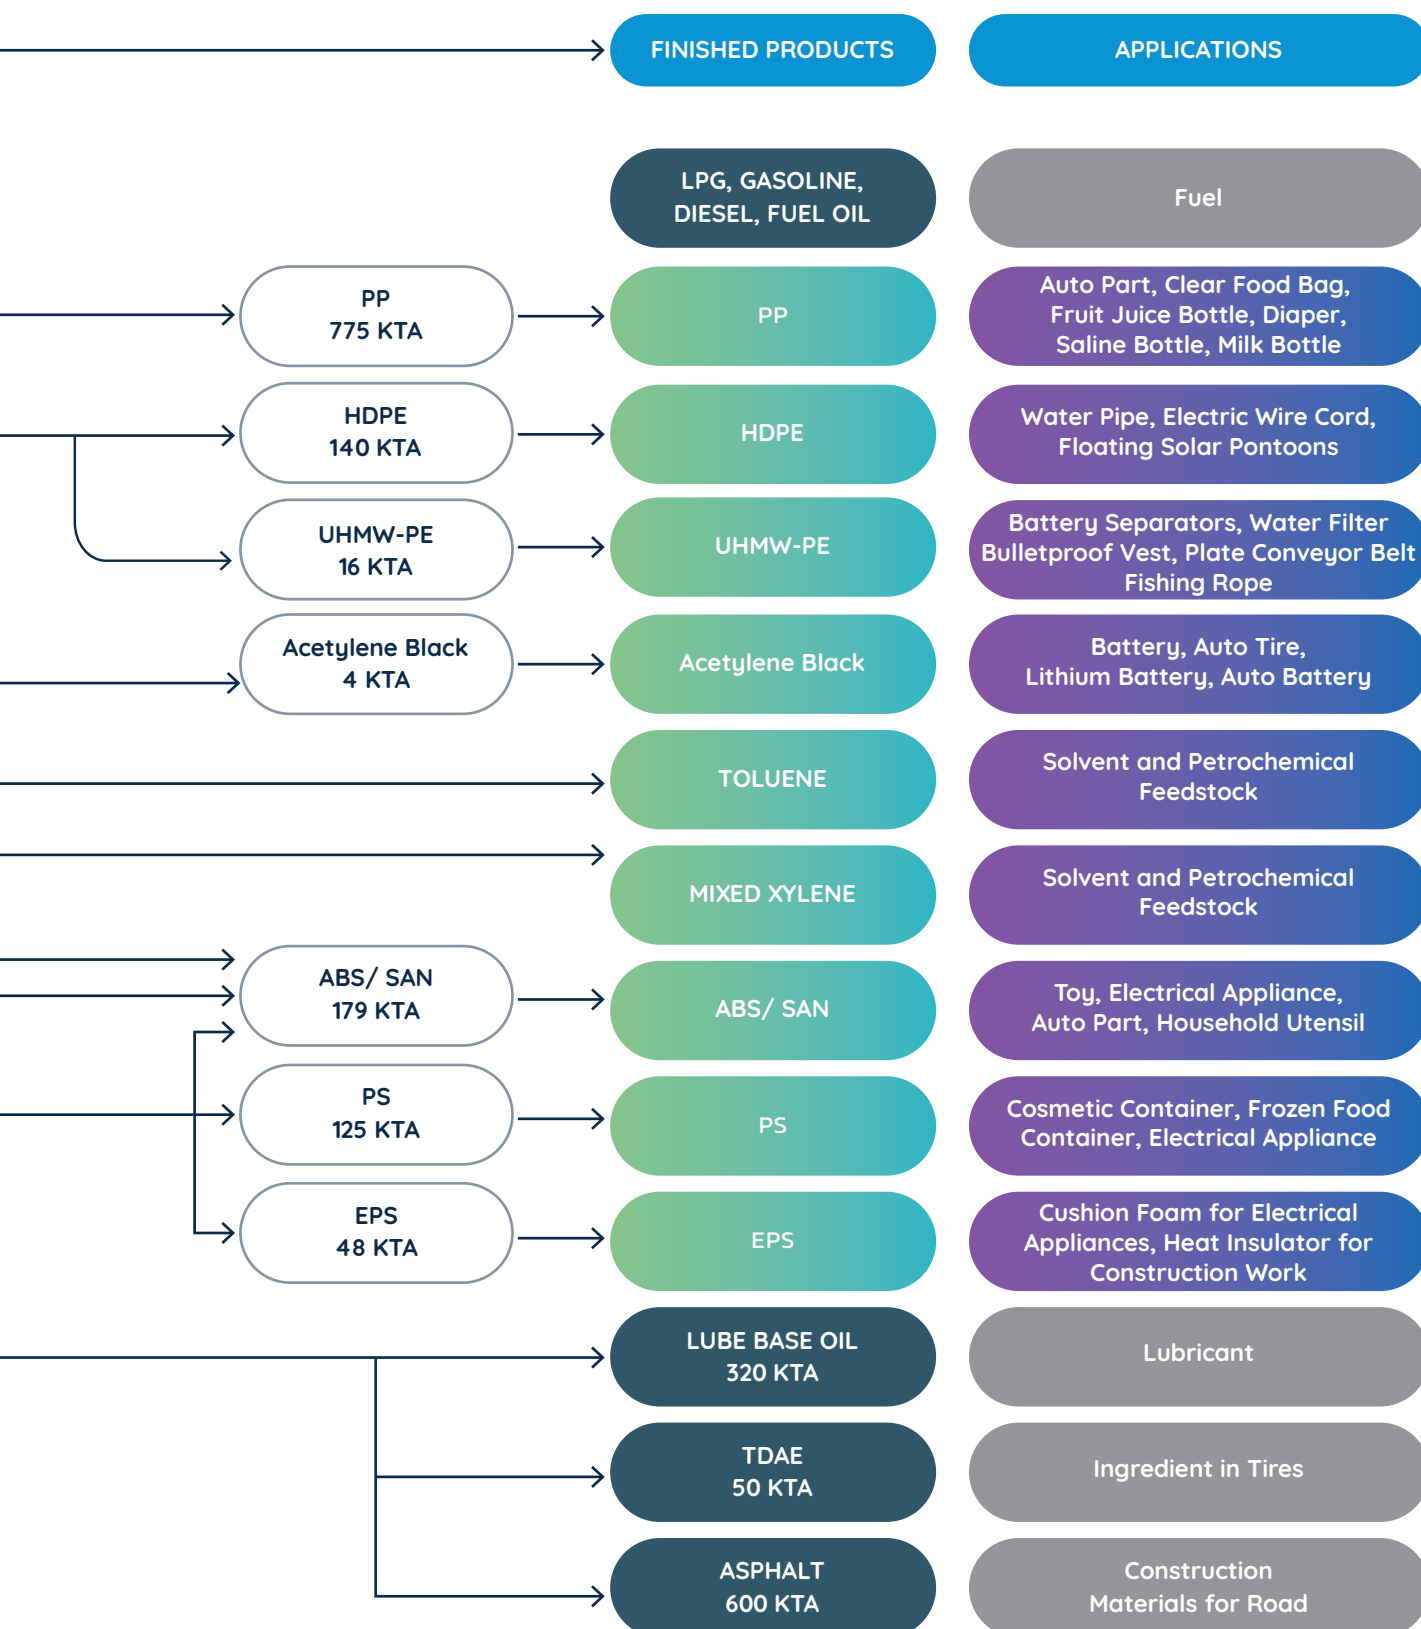 FINISHED PRODUCTS
APPLICATIONS
LPG, GASOLINE,
DIESEL, FUEL OIL
Fuel
PP
775 KTA
PP
Auto Part, Clear Food Bag,
Fruit Juice Bottle, Diaper,
Saline Bottle, Milk Bottle
HDPE
140 KTA
HDPE
Water Pipe, Electric Wire Cord,
Floating Solar Pontoons
UHMW-PE
16 KTA
UHMW-PE
Battery Separators, Water Filter
Bulletproof Vest, Plate Conveyor Belt
Fishing Rope
Acetylene Black
4 KTA
Acetylene Black
Battery, Auto Tire,
Lithium Battery, Auto Battery
TOLUENE
Solvent and Petrochemical
Feedstock
MIXED XYLENE
Solvent and Petrochemical
Feedstock
ABS/ SAN
179 KTA
ABS/ SAN
Toy, Electrical Appliance,
Auto Part, Household Utensil
PS
125 KTA
PS
Cosmetic Container, Frozen Food
Container, Electrical Appliance
EPS
48 KTA
EPS
Cushion Foam for Electrical
Appliances, Heat Insulator for
Construction Work
LUBE BASE OIL
320 KTA
Lubricant
TDAE
50 KTA
Ingredient in Tires
ASPHALT
600 KTA
Construction
Materials for Road